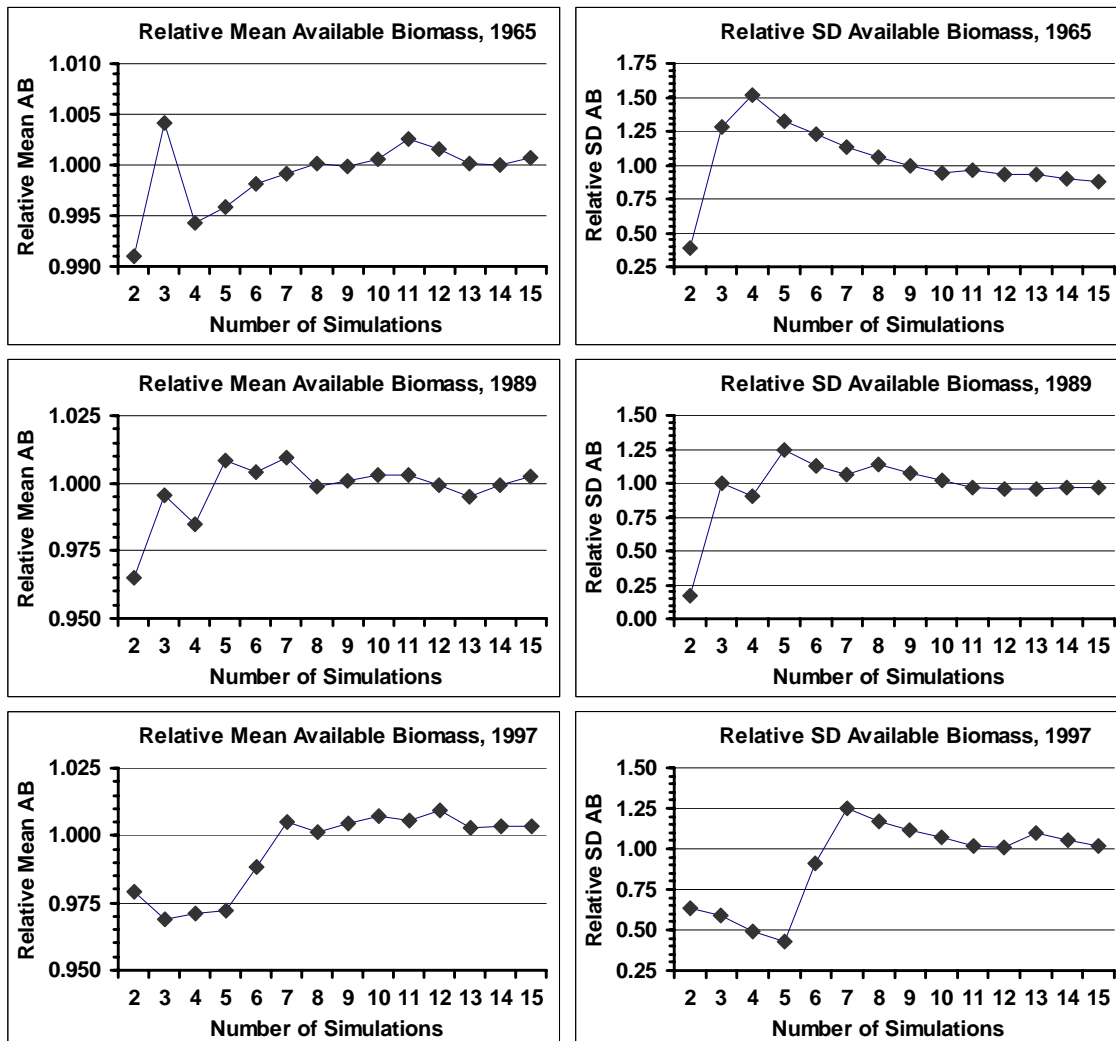 Relative Mean Available Biomass, 1965
Relative Mean AB
1.010
1.005
1.000
0.995
0.990
2 3 4 5 6 7 8 9 10 11 12 13 14 15
Number of Simulations
Relative SD Available Biomass, 1965
Relative SD AB
1.75
1.50
1.25
1.00
0.75
0.50
0.25
2 3 4 5 6 7 8 9 10 11 12 13 14 15
Number of Simulations
Relative Mean Available Biomass, 1989
Relative Mean AB
1.025
1.000
0.975
0.950
2 3 4 5 6 7 8 9 10 11 12 13 14 15
Number of Simulations
Relative SD Available Biomass, 1989
Relative SD AB
1.50
1.25
1.00
0.75
0.50
0.25
0.00
2 3 4 5 6 7 8 9 10 11 12 13 14 15
Number of Simulations
Relative Mean Available Biomass, 1997
Relative Mean AB
1.025
1.000
0.975
0.950
2 3 4 5 6 7 8 9 10 11 12 13 14 15
Number of Simulations
Relative SD Available Biomass, 1997
Relative SD AB
1.50
1.25
1.00
0.75
0.50
0.25
2 3 4 5 6 7 8 9 10 11 12 13 14 15
Number of Simulations